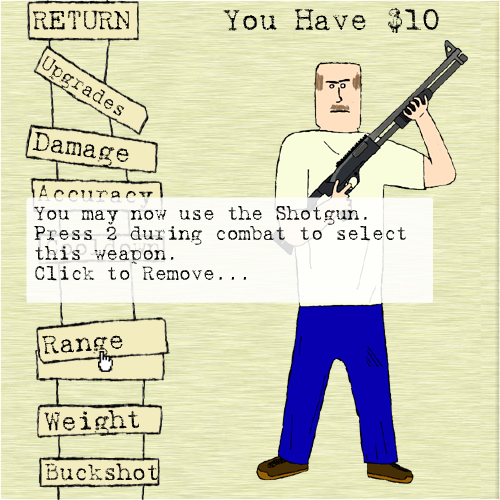 RETURN
You Have $10
Upgrades
Damage
Accuracy
You may now use the Shotgun.
Press 2 during combat to select
this weapon.
Click to Remove...
Range
Weight
Buckshot